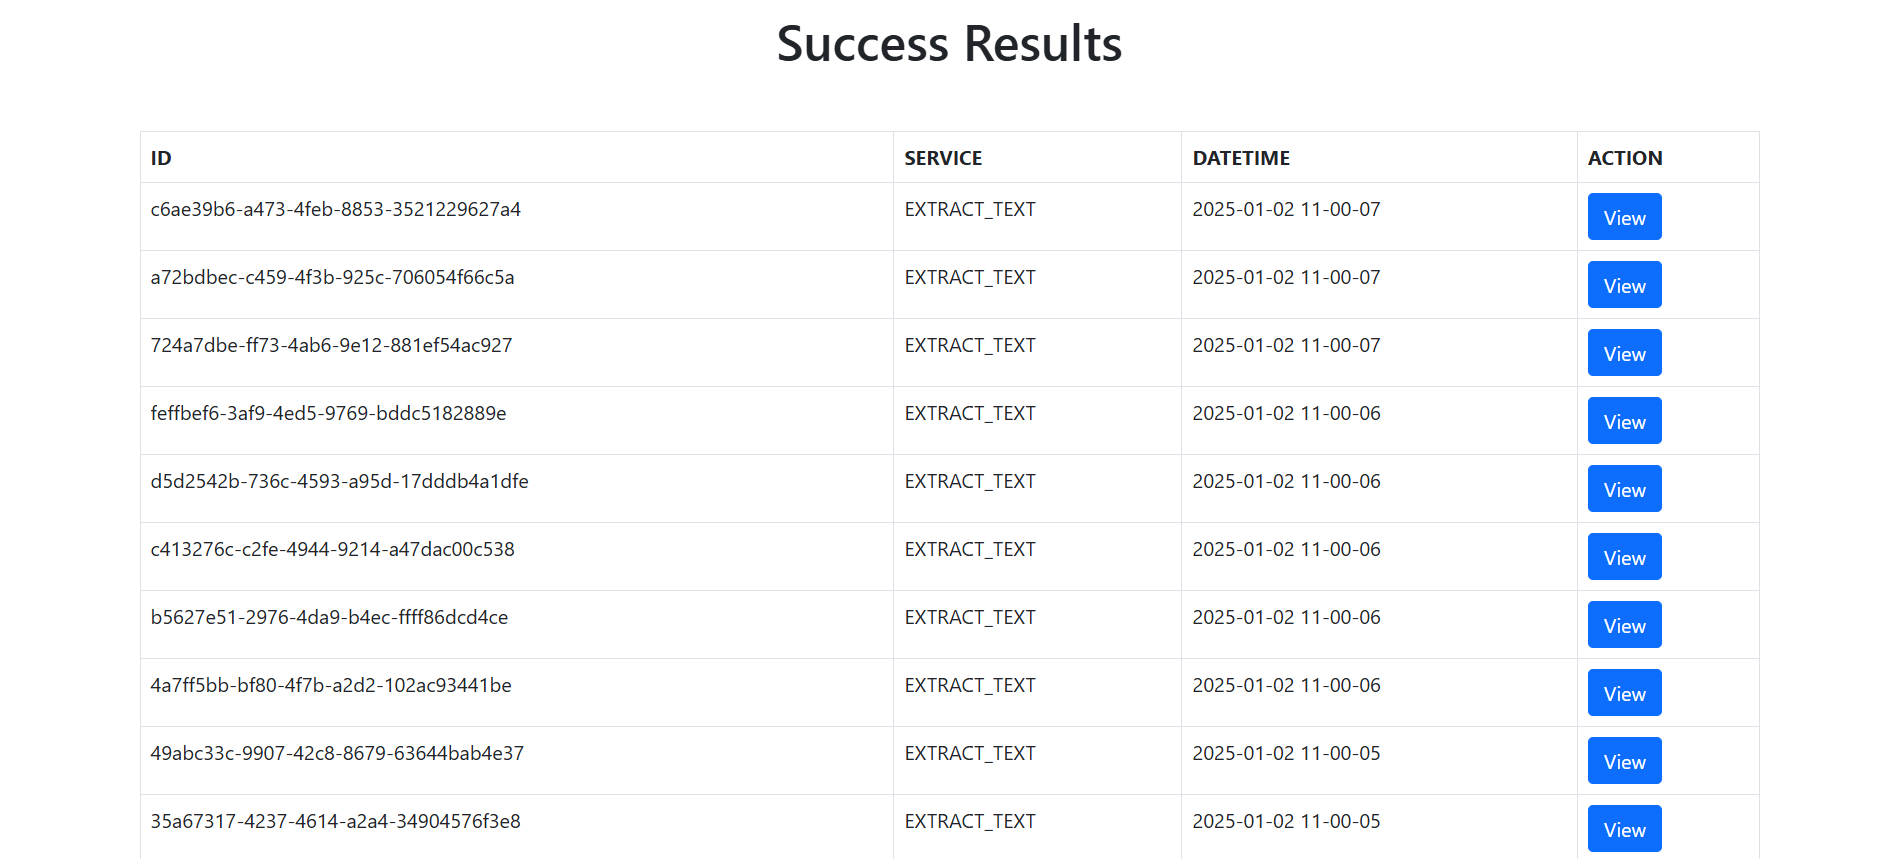 Success Results
ID SERVICE DATETIME ACTION
c6ae39b6-a473-4feb-8853-3521229627a4 EXTRACT_TEXT 2025-01-02 11-00-07 View
a72bdbec-c459-4f3b-925c-706054f66c5a EXTRACT_TEXT 2025-01-02 11-00-07 View
724a7dbe-ff73-4ab6-9e12-881ef54ac927 EXTRACT_TEXT 2025-01-02 11-00-07 View
feffbef6-3af9-4ed5-9769-bddc5182889e EXTRACT_TEXT 2025-01-02 11-00-06 View
d5d2542b-736c-4593-a95d-17dddb4a1dfe EXTRACT_TEXT 2025-01-02 11-00-06 View
c413276c-c2fe-4944-9214-a47dac00c538 EXTRACT_TEXT 2025-01-02 11-00-06 View
b5627e51-2976-4da9-b4ec-ffff86dcd4ce EXTRACT_TEXT 2025-01-02 11-00-06 View
4a7ff5bb-bf80-4f7b-a2d2-102ac93441be EXTRACT_TEXT 2025-01-02 11-00-06 View
49abc33c-9907-42c8-8679-63644bab4e37 EXTRACT_TEXT 2025-01-02 11-00-05 View
35a67317-4237-4614-a2a4-34904576f3e8 EXTRACT_TEXT 2025-01-02 11-00-05 View